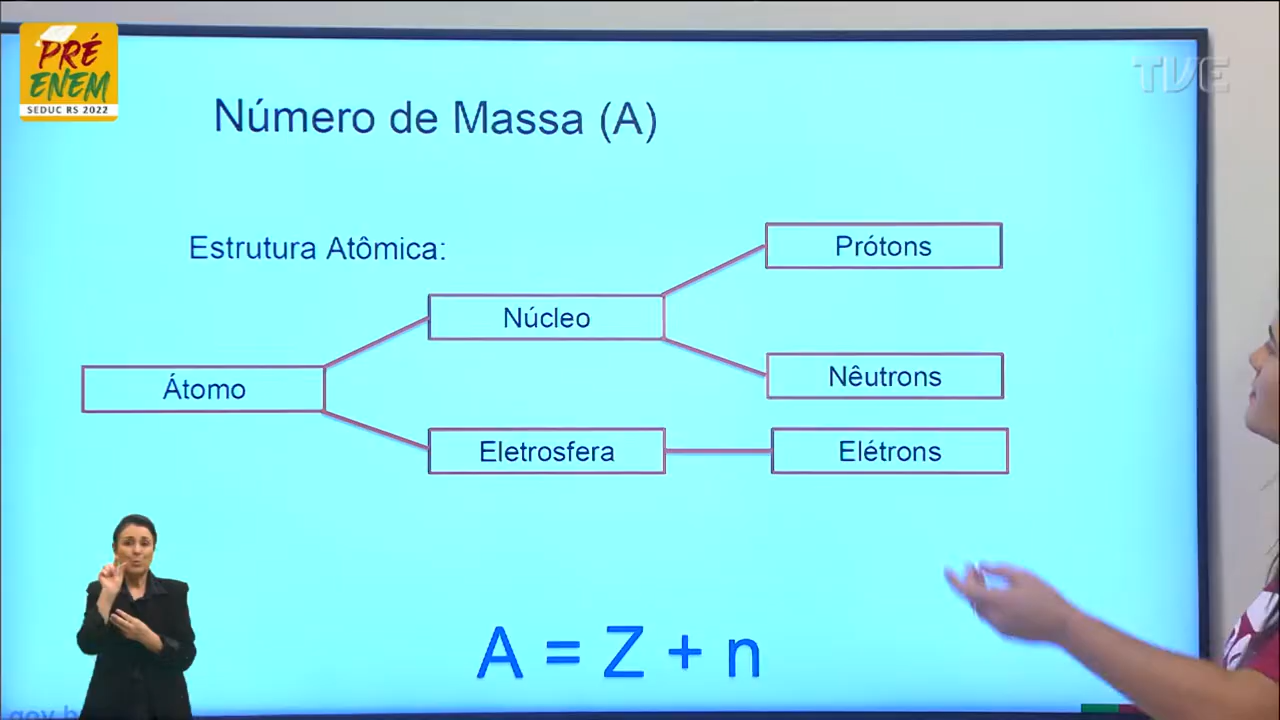 PRÉ
ENEM
SEDUC RS 2022
TVE
Número de Massa (A)
Estrutura Atômica:
Prótons
Núcleo
Nêutrons
Átomo
Eletrosfera
Elétrons
A = Z + n